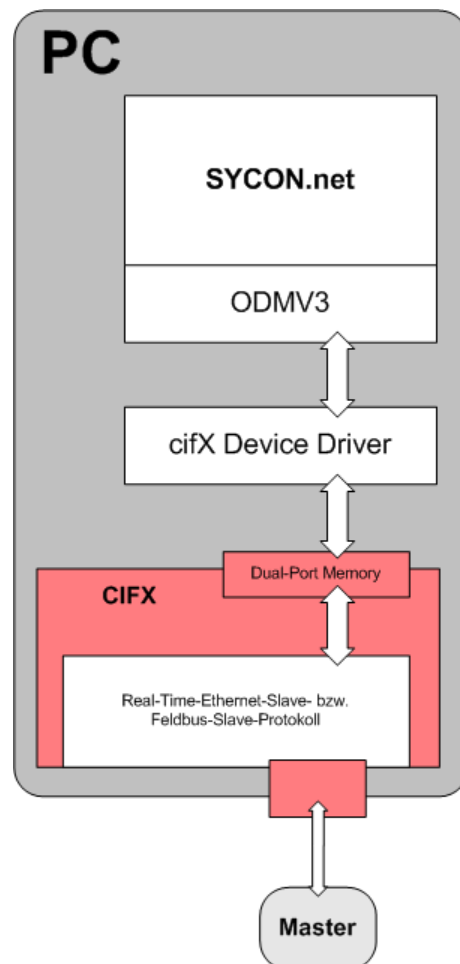 PC
SYCON.net
ODMV3
cifX Device Driver
Dual-Port Memory
CIFX
Real-Time-Ethernet-Slave- bzw.
Feldbus-Slave-Protokoll
Master